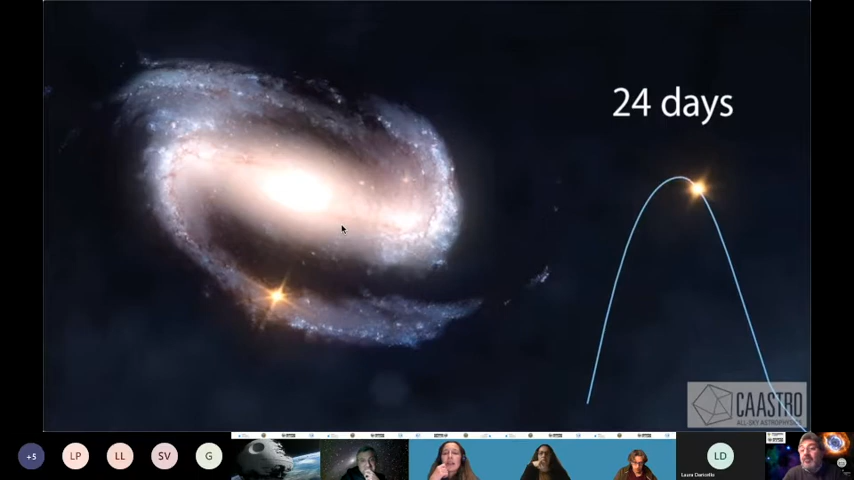 24 days
CAASTRO
ALL-SKY ASTROPHYSICS
+5
LP
LL
SV
G
LD